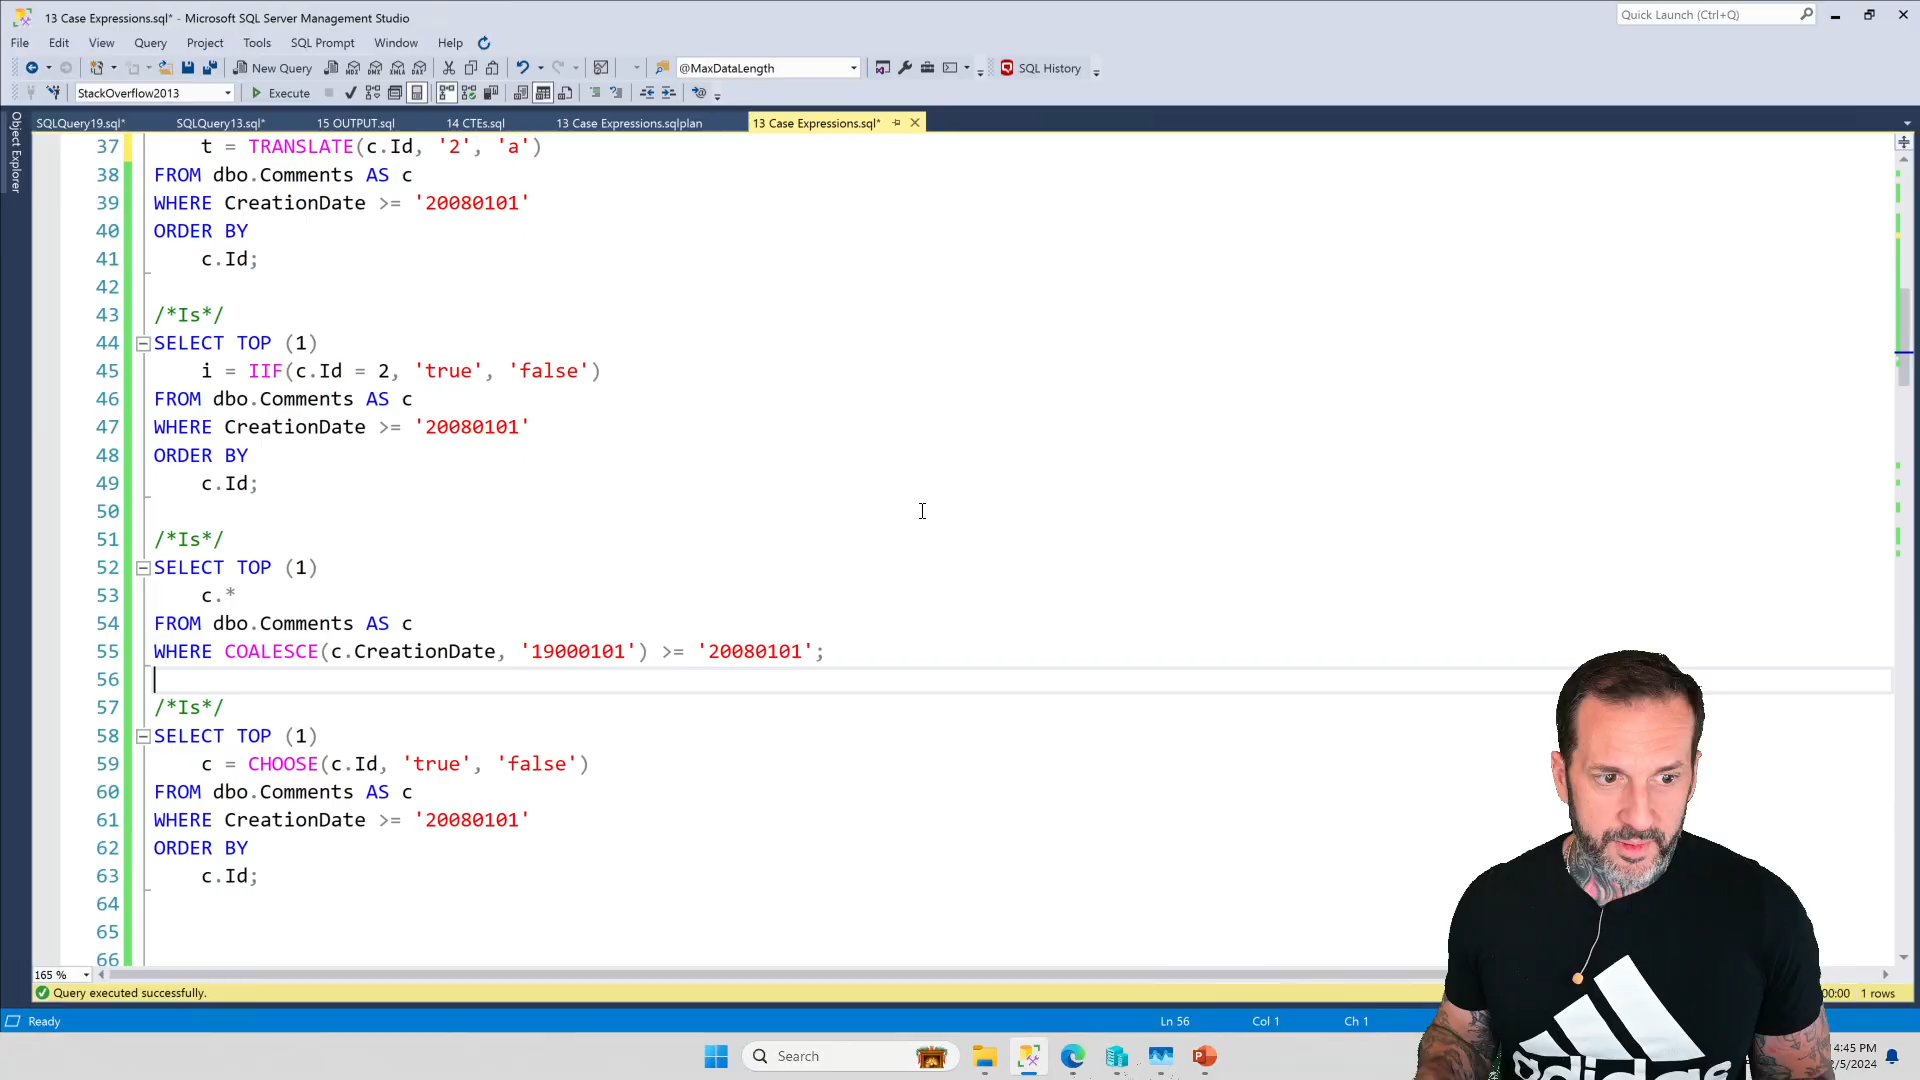 13 Case Expressions.sql* - Microsoft SQL Server Management Studio
Quick Launch (Ctrl+Q)
File Edit View Query Project Tools SQL Prompt Window Help
New Query MDX DMX XMLA DAX @MaxDataLength SQL History
StackOverflow2013 Execute
Object Explorer
SQLQuery19.sql* SQLQuery13.sql* 15 OUTPUT.sql 14 CTEs.sql 13 Case Expressions.sqlplan 13 Case Expressions.sql*
37 t = TRANSLATE(c.Id, '2', 'a')
38 FROM dbo.Comments AS c
39 WHERE CreationDate >= '20080101'
40 ORDER BY
41 c.Id;
42
43 /*Is*/
44 SELECT TOP (1)
45 i = IIF(c.Id = 2, 'true', 'false')
46 FROM dbo.Comments AS c
47 WHERE CreationDate >= '20080101'
48 ORDER BY
49 c.Id;
50
51 /*Is*/
52 SELECT TOP (1)
53 c.*
54 FROM dbo.Comments AS c
55 WHERE COALESCE(c.CreationDate, '19000101') >= '20080101';
56
57 /*Is*/
58 SELECT TOP (1)
59 c = CHOOSE(c.Id, 'true', 'false')
60 FROM dbo.Comments AS c
61 WHERE CreationDate >= '20080101'
62 ORDER BY
63 c.Id;
64
65
66
165 %
Query executed successfully. 00:00 1 rows
Ready Ln 56 Col 1 Ch 1
Search
4:45 PM
2/5/2024
adidas